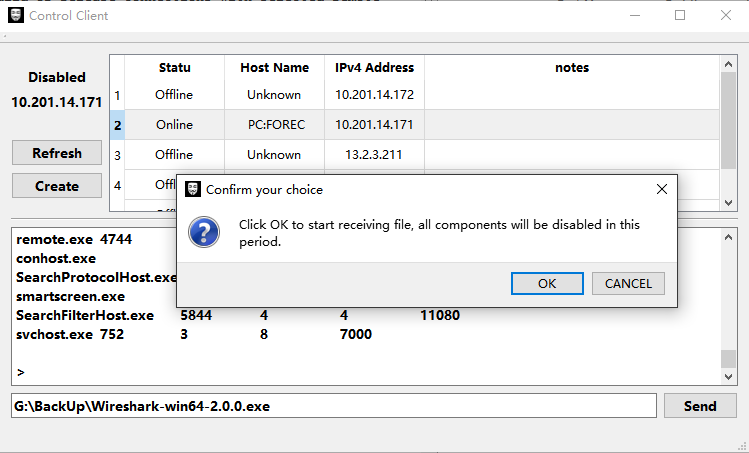 Control Client
Disabled
10.201.14.171
Refresh
Create
Statu Host Name IPv4 Address notes
1 Offline Unknown 10.201.14.172
2 Online PC:FOREC 10.201.14.171
3 Offline Unknown 13.2.3.211
4
Confirm your choice
Click OK to start receiving file, all components will be disabled in this
period.
OK CANCEL
remote.exe 4744
conhost.exe
SearchProtocolHost.exe
smartscreen.exe
SearchFilterHost.exe 5844 4 4 11080
svchost.exe 752 3 8 7000
>
G:\BackUp\Wireshark-win64-2.0.0.exe
Send